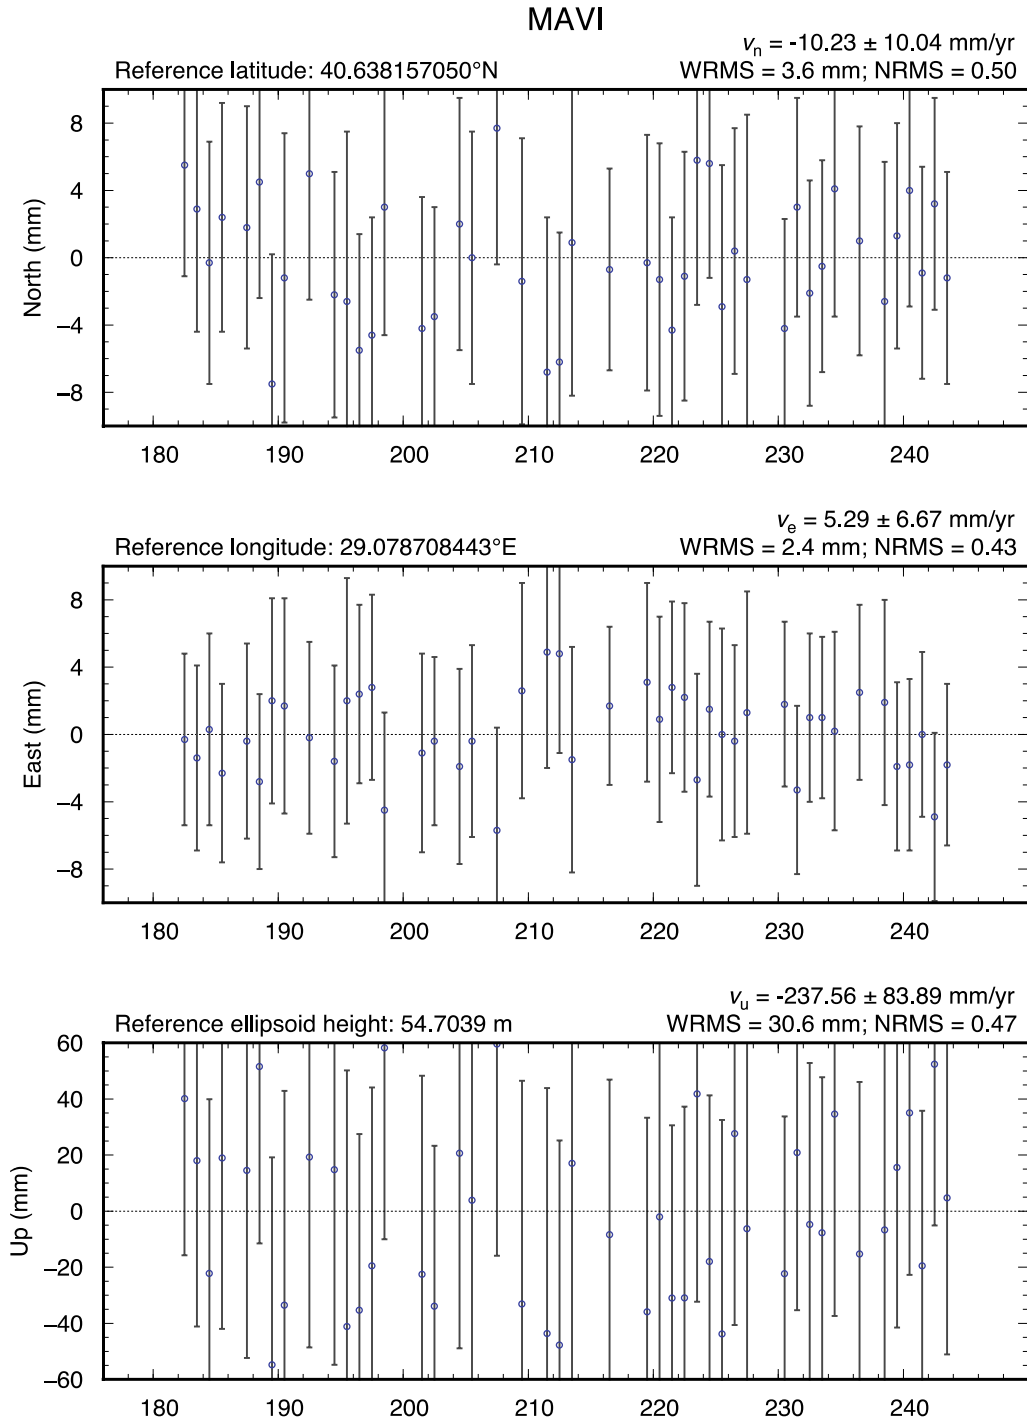 MAVI
vn = -10.23 ± 10.04 mm/yr
Reference latitude: 40.638157050°N WRMS = 3.6 mm; NRMS = 0.50
8
4
0
−4
−8
North (mm)
180 190 200 210 220 230 240
ve = 5.29 ± 6.67 mm/yr
Reference longitude: 29.078708443°E WRMS = 2.4 mm; NRMS = 0.43
8
4
0
−4
−8
East (mm)
180 190 200 210 220 230 240
vu = -237.56 ± 83.89 mm/yr
Reference ellipsoid height: 54.7039 m WRMS = 30.6 mm; NRMS = 0.47
60
40
20
0
−20
−40
−60
Up (mm)
180 190 200 210 220 230 240